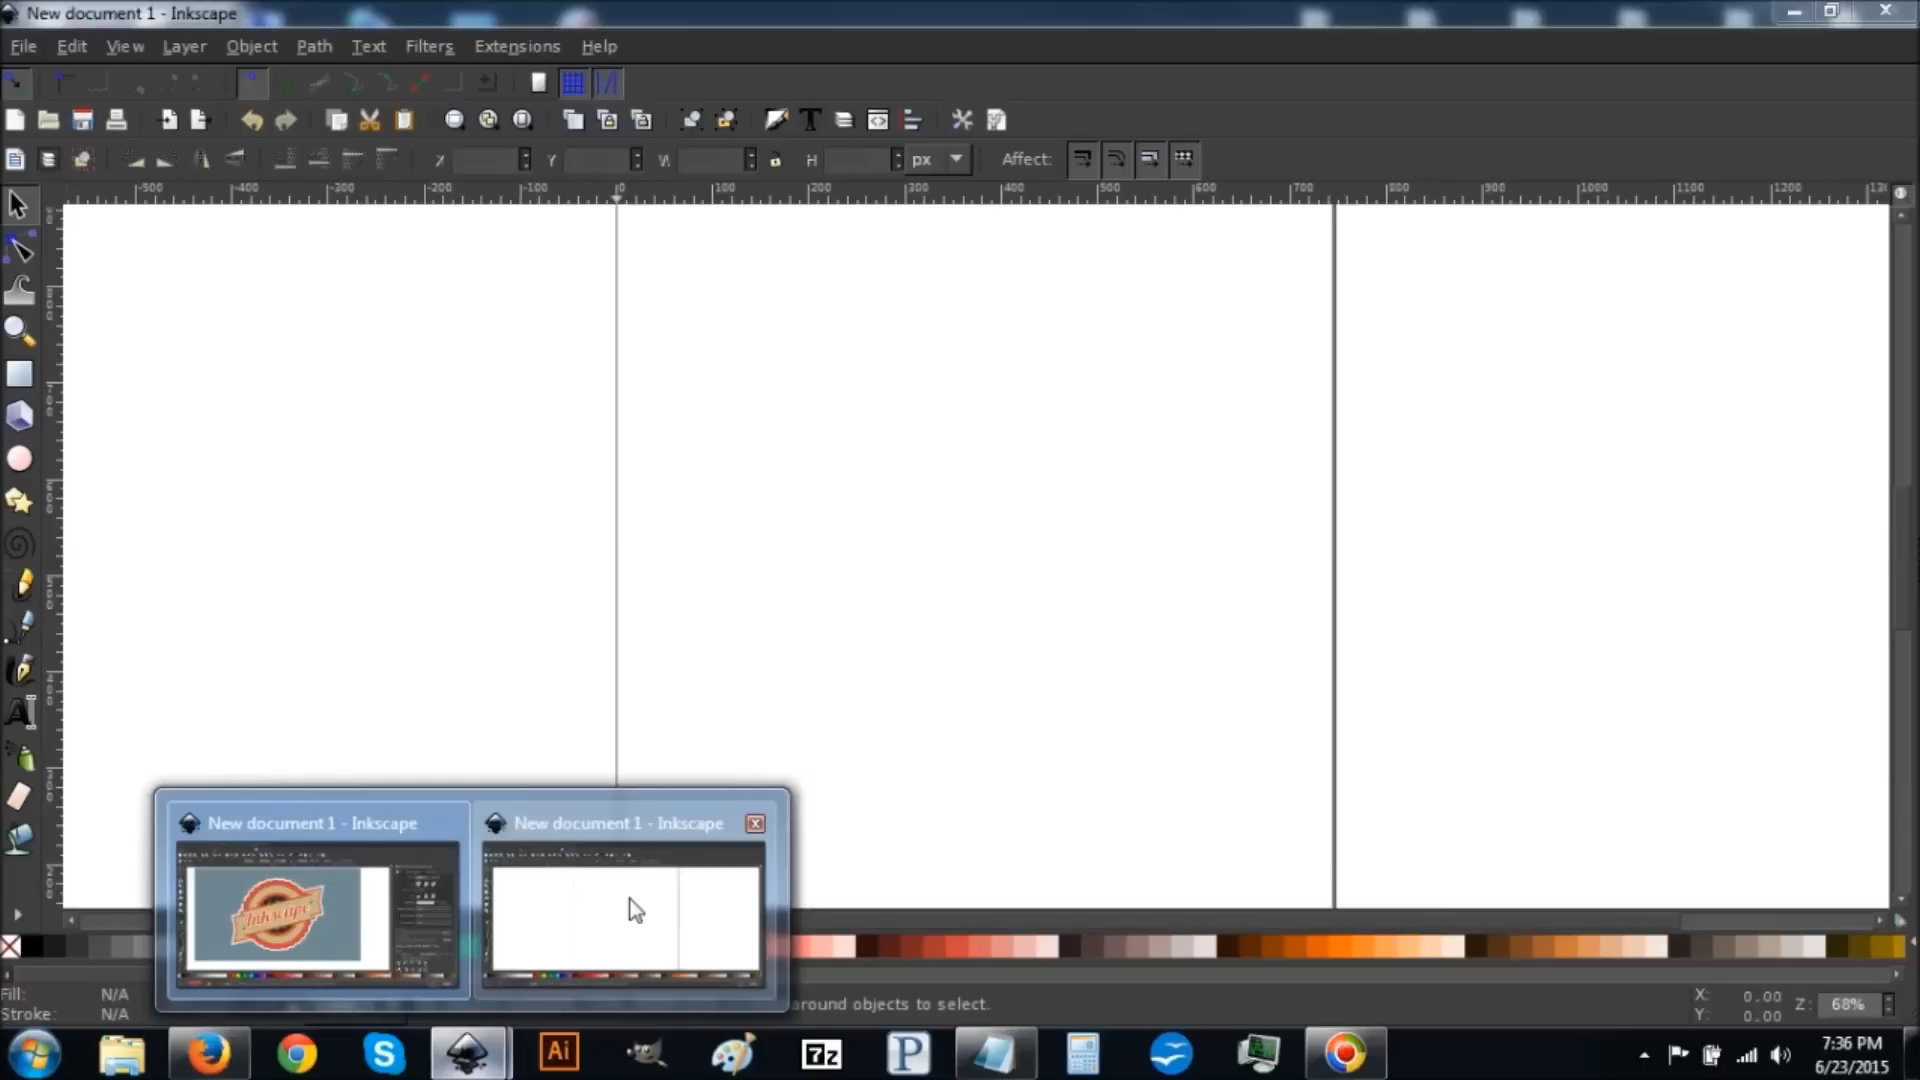 New document 1 - Inkscape
File Edit View Layer Object Path Text Filters Extensions Help
X Y W H px Affect:
-500 -400 -300 -200 -100 0 100 200 300 400 500 600 700 800 900 1000 1100 1200
New document 1 - Inkscape New document 1 - Inkscape
Inkscape
Fill: N/A around objects to select. X: 0.00 Z: 68%
Stroke: N/A Y: 0.00
Ai 7z P
7:36 PM
6/23/2015